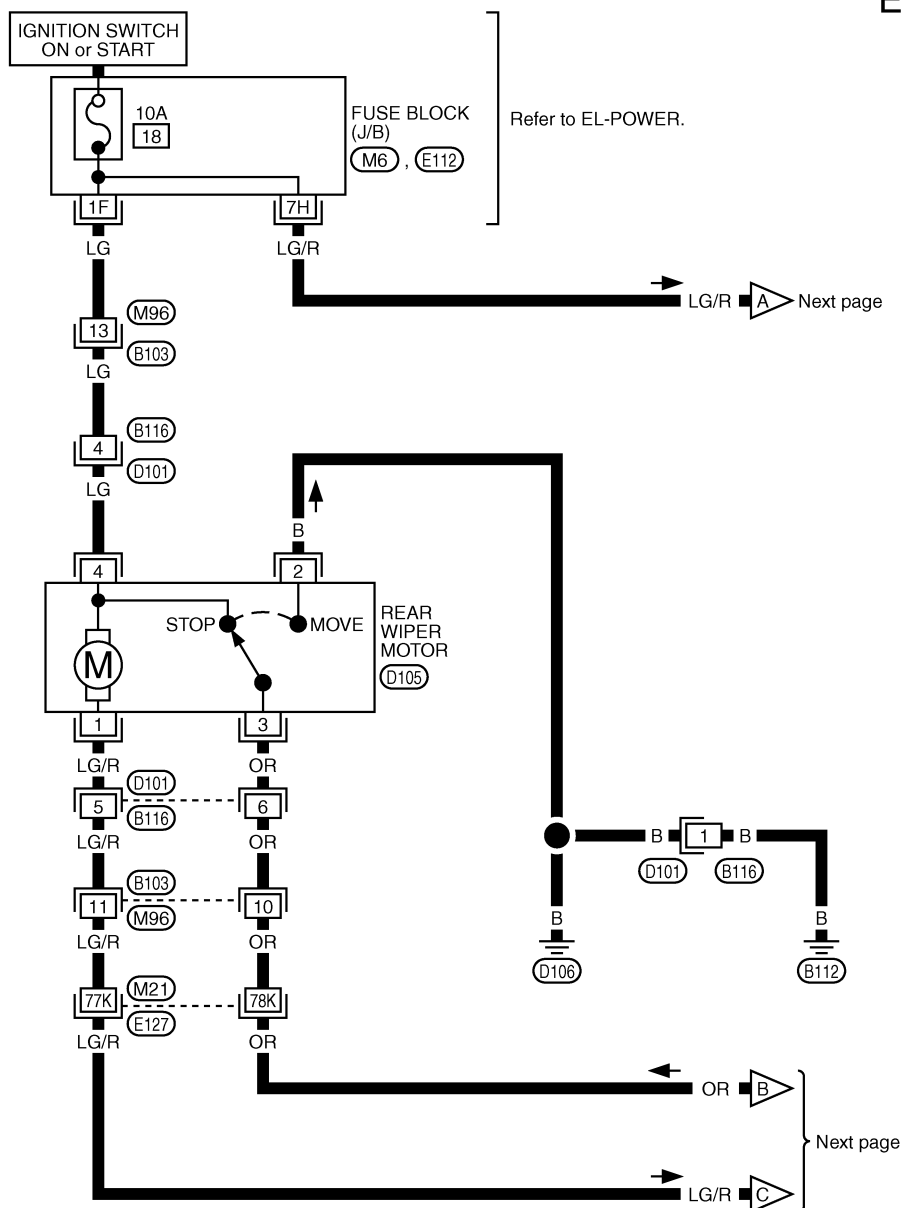 E
IGNITION SWITCH
ON or START
10A
18
FUSE BLOCK
(J/B)
M6 , E112
Refer to EL-POWER.
1F
7H
LG
LG/R
LG/R
A
Next page
13
M96
B103
LG
4
B116
D101
LG
B
4
2
STOP
MOVE
REAR
WIPER
MOTOR
D105
M
1
3
LG/R
OR
5
D101
B116
6
LG/R
OR
B
1
B
D101
B116
11
B103
M96
10
LG/R
OR
B
B
D106
B112
77K
M21
E127
78K
LG/R
OR
OR
B
Next page
LG/R
C